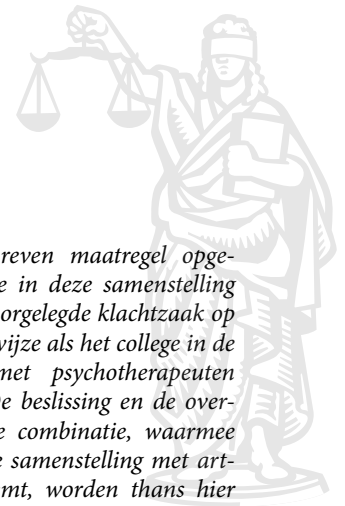 reven maatregel opge-
e in deze samenstelling
orgelegde klachtzaak op
wijze als het college in de
met psychotherapeuten
e beslissing en de over-
e combinatie, waarmee
e samenstelling met art-
mt, worden thans hier